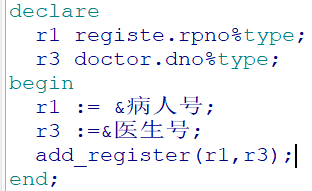 declare
r1 registe.rpno%type;
r3 doctor.dno%type;
begin
r1 := &病人号;
r3 :=&医生号;
add_register(r1,r3);
end;